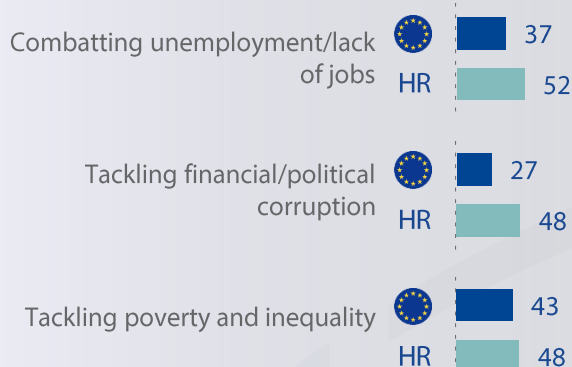 Combatting unemployment/lack
of jobs
37
HR
52
Tackling financial/political
corruption
27
HR
48
Tackling poverty and inequality
43
HR
48